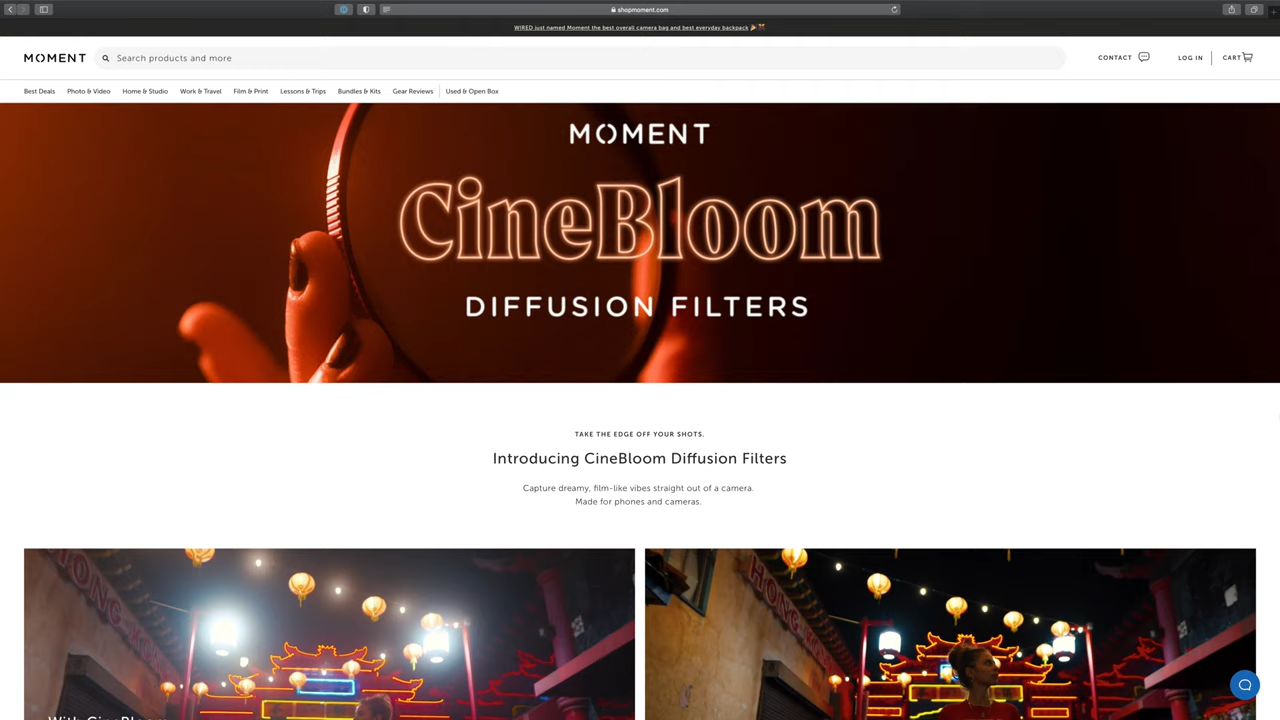 shopmoment.com
WIRED just named Moment the best overall camera bag and best everyday backpack 🎉 🎊
MOMENT
Search products and more
CONTACT
LOG IN
CART
Best Deals
Photo & Video
Home & Studio
Work & Travel
Film & Print
Lessons & Trips
Bundles & Kits
Gear Reviews
Used & Open Box
MOMENT
CineBloom
DIFFUSION FILTERS
TAKE THE EDGE OFF YOUR SHOTS.
Introducing CineBloom Diffusion Filters
Capture dreamy, film-like vibes straight out of a camera.
Made for phones and cameras.
HONG
With CineBloom